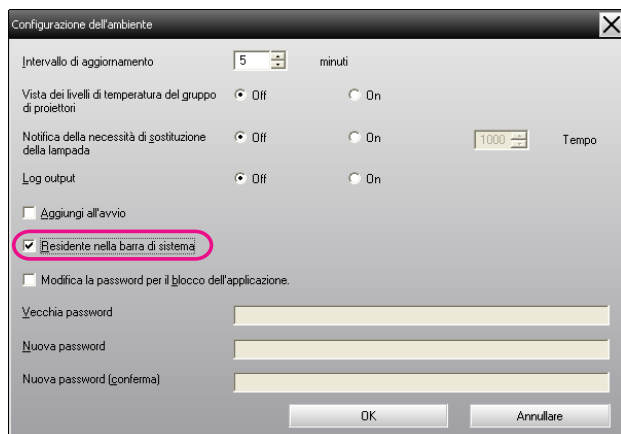 Configurazione dell'ambiente
Intervallo di aggiornamento 5 minuti
Vista dei livelli di temperatura del gruppo di proiettori Off On
Notifica della necessità di sostituzione della lampada Off On 1000 Tempo
Log output Off On
Aggiungi all'avvio
Residente nella barra di sistema
Modifica la password per il blocco dell'applicazione.
Vecchia password
Nuova password
Nuova password (conferma)
OK Annullare